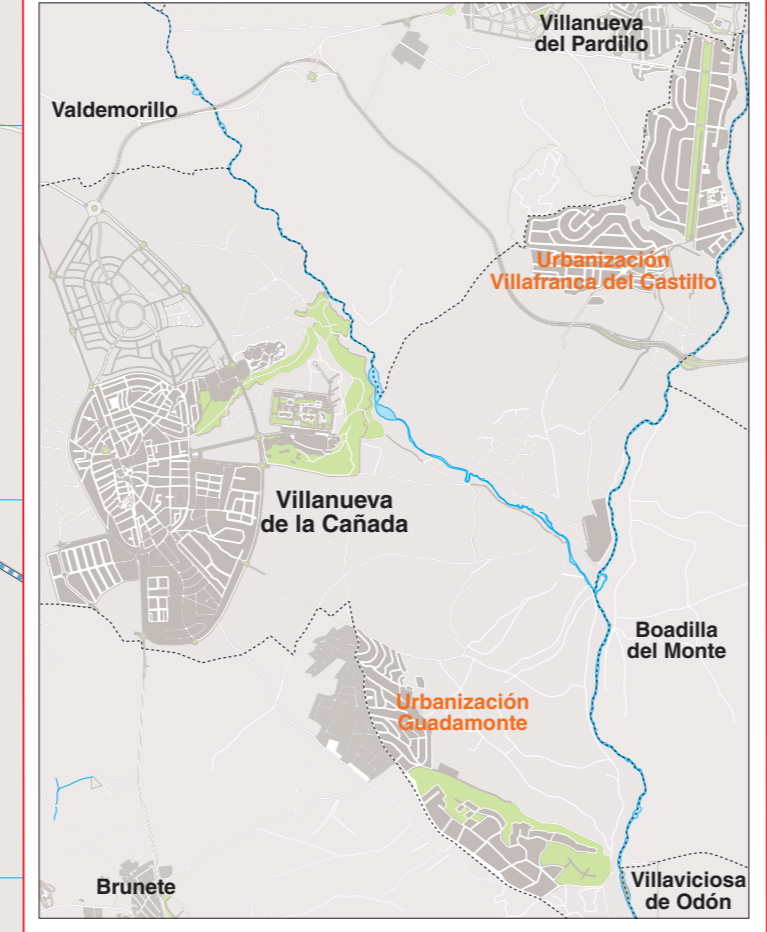 Villanueva
del Pardillo
Valdemorillo
Urbanización
Villafranca del Castillo
Villanueva
de la Cañada
Boadilla
del Monte
Urbanización
Guadamonte
Brunete
Villaviciosa
de Odón